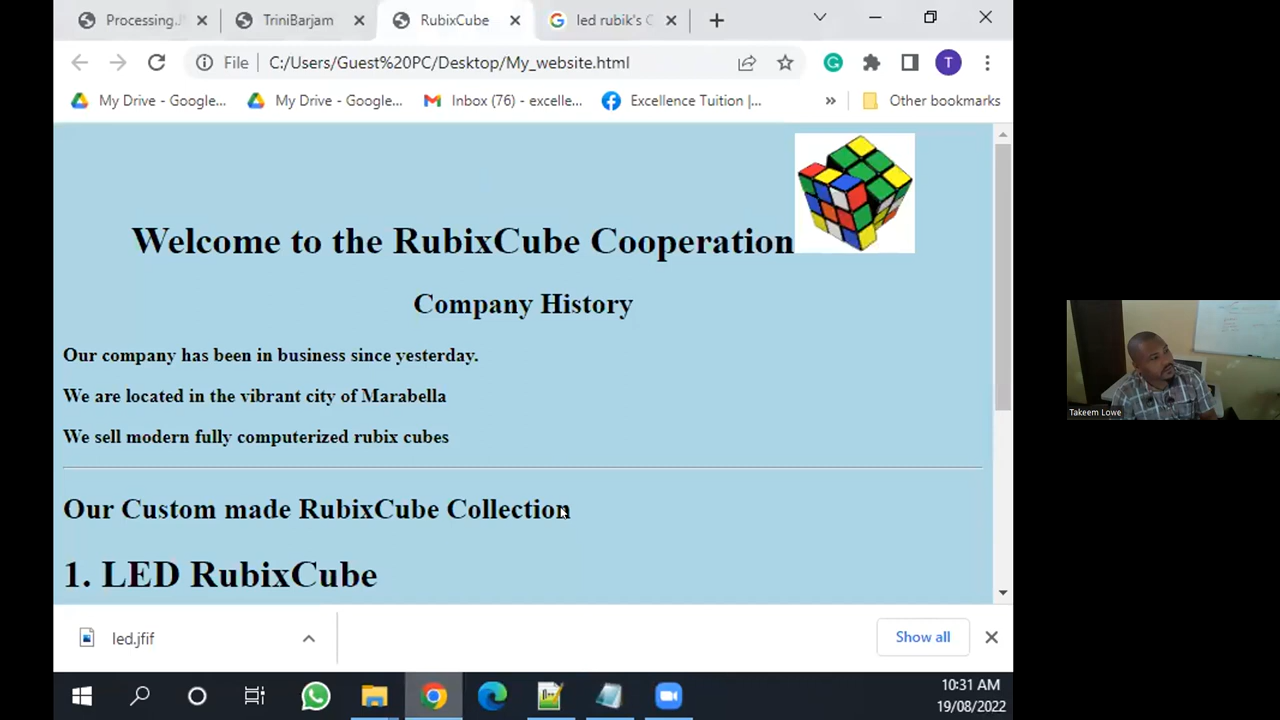 Processing.
TriniBarjam
RubixCube
led rubik's C
File
C:/Users/Guest%20PC/Desktop/My_website.html
T
My Drive - Google...
My Drive - Google...
Inbox (76) - excelle...
Excellence Tuition |...
»
Other bookmarks
Welcome to the RubixCube Cooperation
Company History
Our company has been in business since yesterday.
We are located in the vibrant city of Marabella
We sell modern fully computerized rubix cubes
Our Custom made RubixCube Collection
1. LED RubixCube
Takeem Lowe
led.jfif
Show all
10:31 AM
19/08/2022